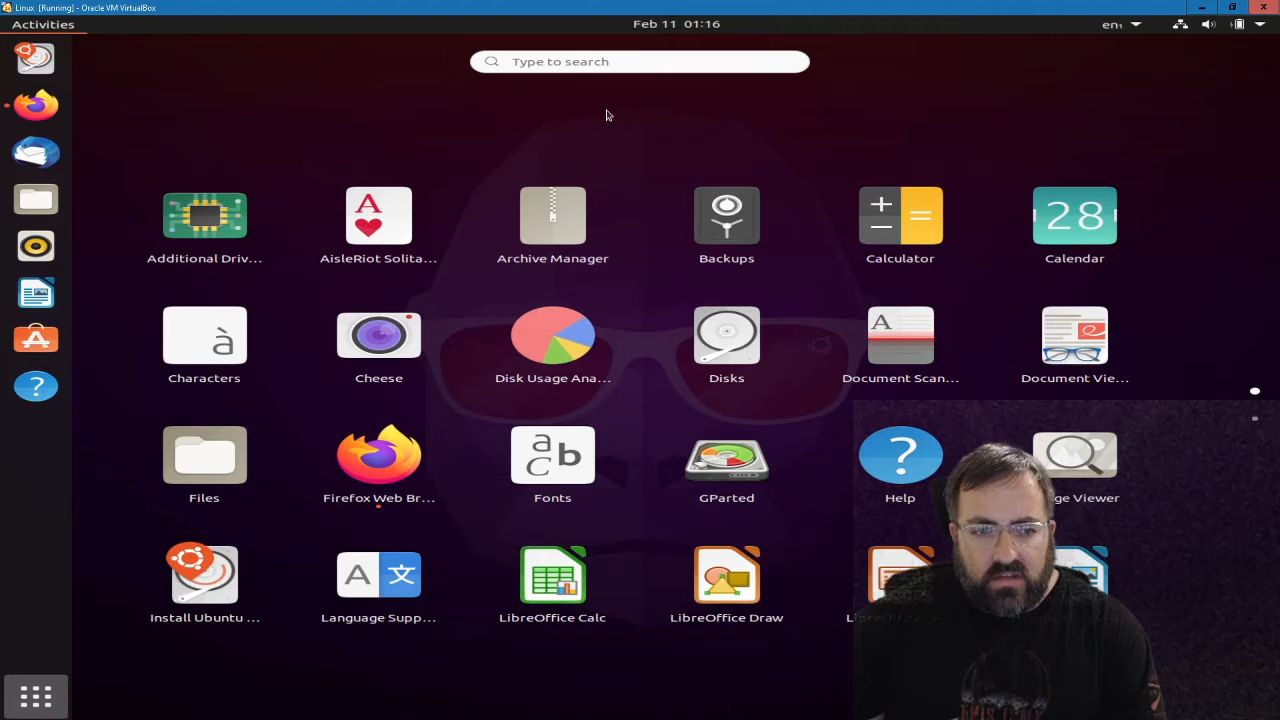 Linux [Running] - Oracle VM VirtualBox
Activities
Feb 11 01:16
en₁
Type to search
28
Additional Driv...
AisleRiot Solita...
Archive Manager
Backups
Calculator
Calendar
Characters
Cheese
Disk Usage Ana...
Disks
Document Scan...
Document Vie...
Files
Firefox Web Br...
Fonts
GParted
Help
ge Viewer
Install Ubuntu ...
Language Supp...
LibreOffice Calc
LibreOffice Draw